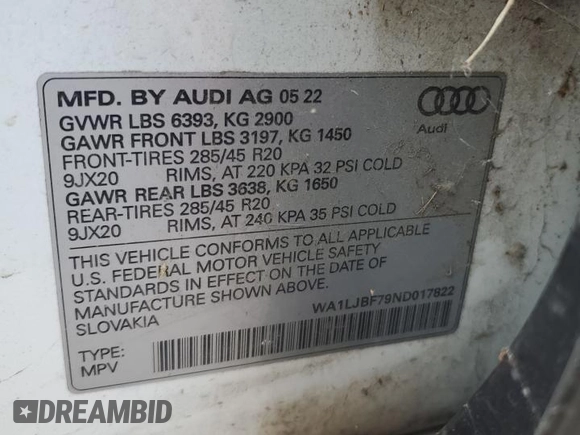 MFD. BY AUDI AG 05 22
GVWR LBS 6393, KG 2900
GAWR FRONT LBS 3197, KG 1450
FRONT-TIRES 285/45 R20
9JX20 RIMS, AT 220 KPA 32 PSI COLD
GAWR REAR LBS 3638, KG 1650
REAR-TIRES 285/45 R20
9JX20 RIMS, AT 240 KPA 35 PSI COLD
Audi
THIS VEHICLE CONFORMS TO ALL APPLICABLE
U.S. FEDERAL MOTOR VEHICLE SAFETY
STANDARDS IN EFFECT ON THE DATE OF
MANUFACTURE SHOWN ABOVE.
SLOVAKIA
WA1LJBF79ND017822
TYPE:
MPV
DREAMBID